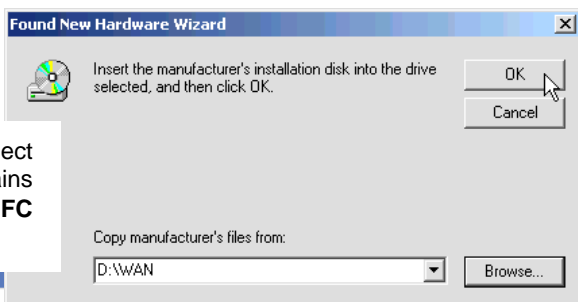 Found New Hardware Wizard
Insert the manufacturer's installation disk into the drive
selected, and then click OK.
OK
Cancel
FC
Copy manufacturer's files from:
D:\WAN
Browse...